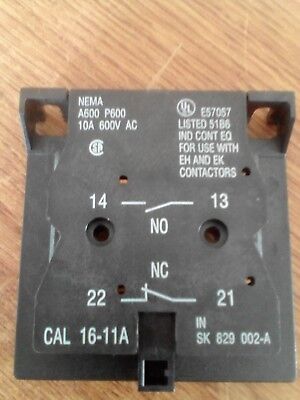 NEMA
A600 P600
10A 600V AC
UL
E57057
LISTED 51B6
IND CONT EQ
FOR USE WITH
EH AND EK
CONTACTORS
14 13
NO
NC
22 21
CAL 16-11A
IN
SK 829 002-A